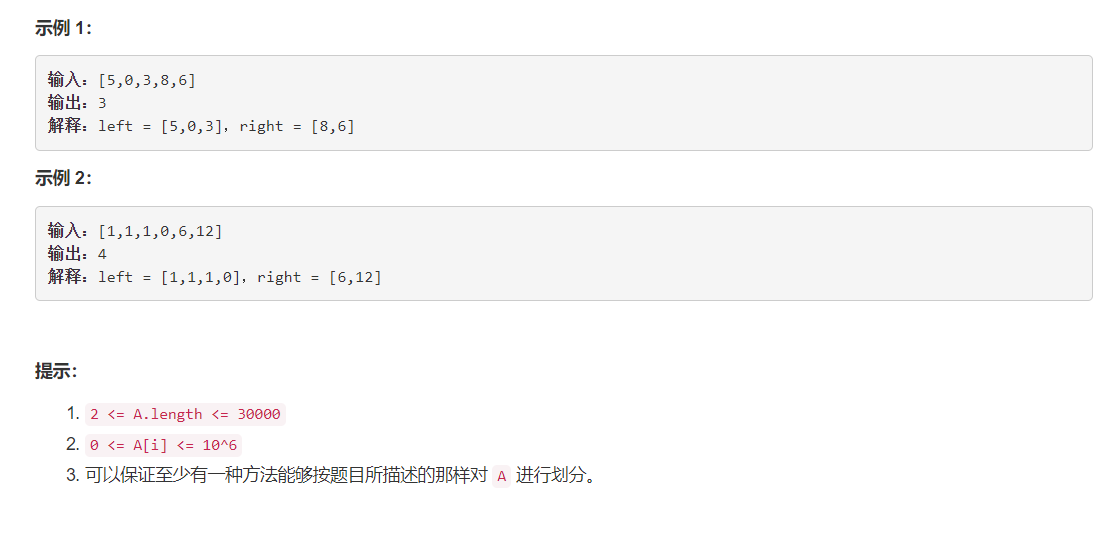 示例 1:
输入: [5,0,3,8,6]
输出: 3
解释: left = [5,0,3], right = [8,6]
示例 2:
输入: [1,1,1,0,6,12]
输出: 4
解释: left = [1,1,1,0], right = [6,12]
提示:
1. 2 <= A.length <= 30000
2. 0 <= A[i] <= 10^6
3. 可以保证至少有一种方法能够按题目所描述的那样对 A 进行划分。